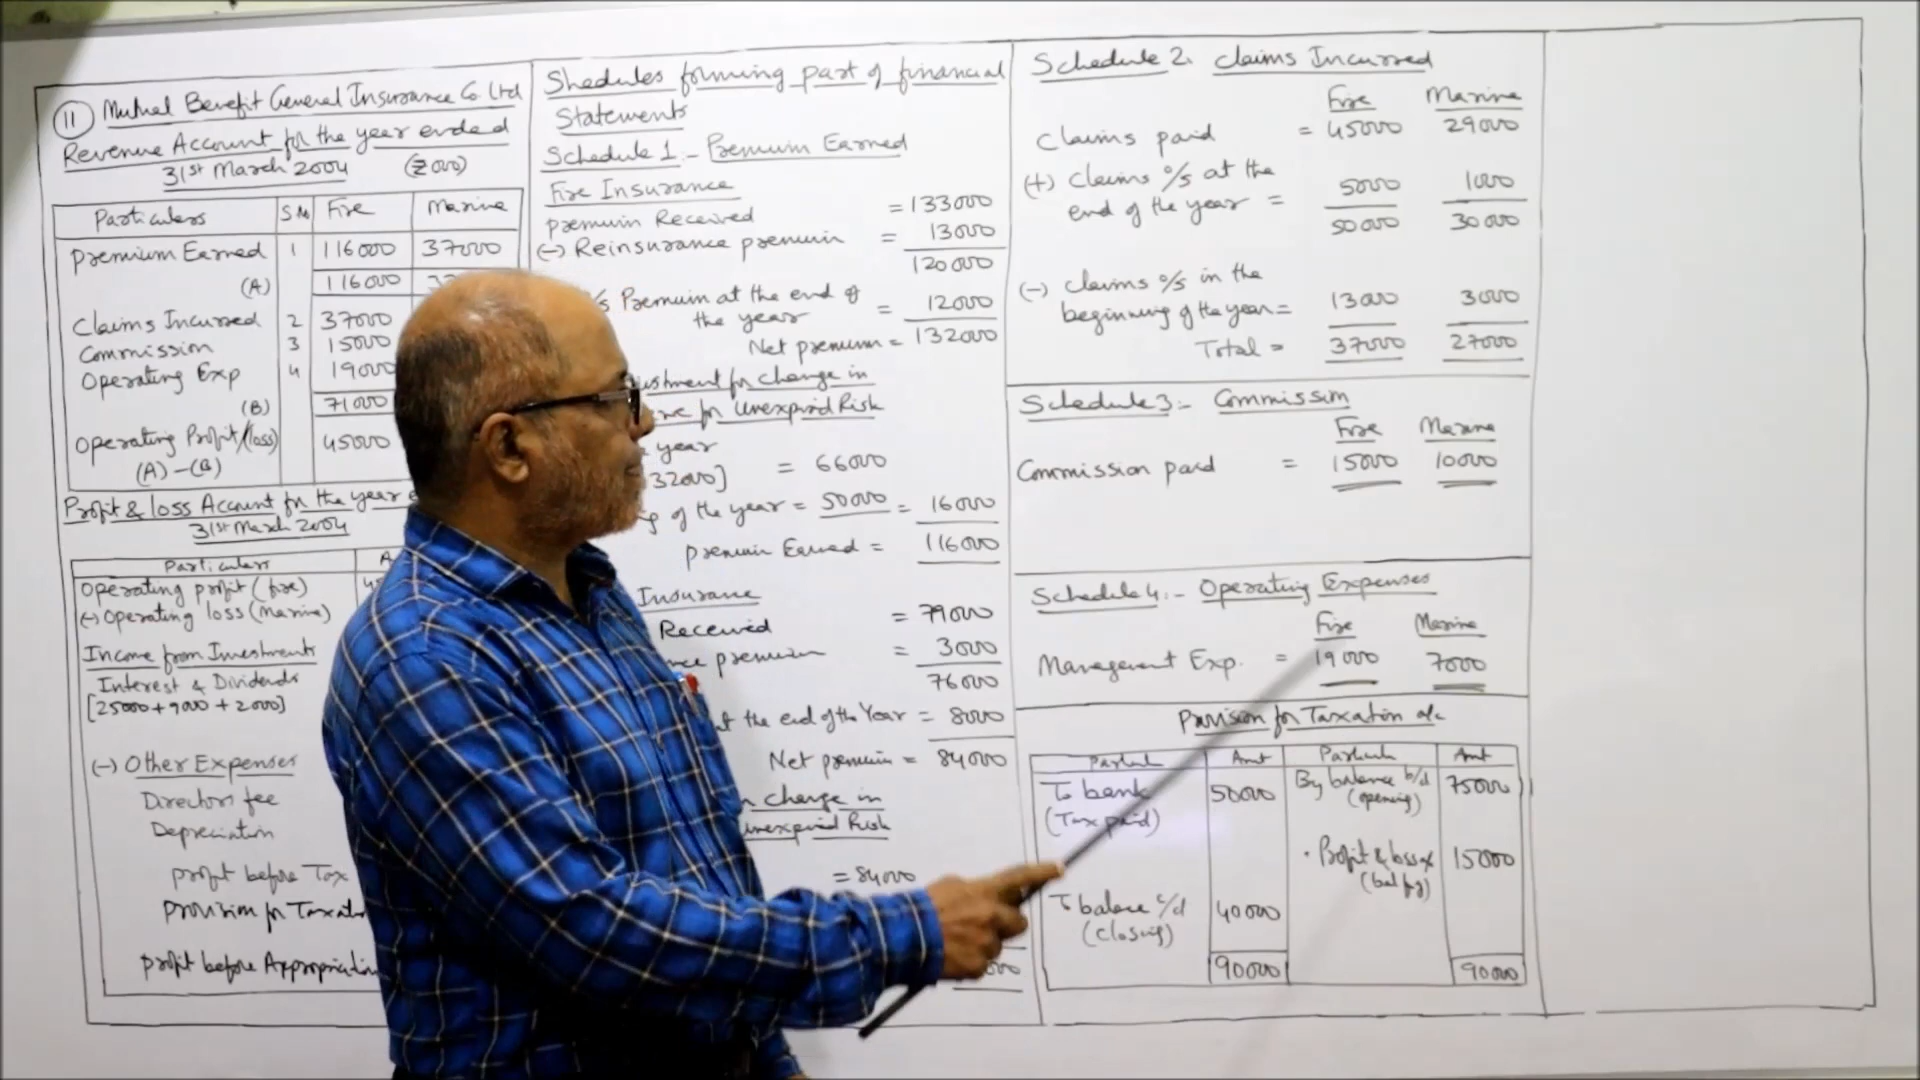 11 Mutual Benefit General Insurance Co. Ltd
Revenue Account for the year ended
31st March 2004 (₹000)
Particulars S No Fire Marine
Premium Earned 1 116000 37000
(A) 116000
Claims Incurred 2 37000
Commission 3 15000
Operating Exp 4 19000
(B) 71000
Operating Profit/(loss) 45000
(A)-(B)
Profit & loss Account for the year
31st March 2004
Particulars
Operating profit (fire)
(-) Operating loss (Marine)
Income from Investments
Interest & Dividends
[25000+9000+2000]
(-) Other Expenses
Directors fee
Depreciation
profit before Tax
provision for
profit before
Shedules forming part of financial
Statements
Schedule 1:- Premium Earned
Fire Insurance
premium Received = 133000
(-) Reinsurance premium = 13000
120000
Premium at the end of
the year = 12000
Net premium = 132000
for change in
for Unexpired Risk
year
32000] = 66000
of the year = 50000 = 16000
premium Earned = 116000
Insurance
Received = 79000
premium = 3000
76000
the end of the Year = 8000
Net premium = 84000
change in
Risk
= 84000
Schedule 2. Claims Incurred
Fire Marine
Claims paid = 45000 29000
(+) Claims o/s at the
end of the year = 5000 1000
50000 30000
(-) claims o/s in the
beginning of the year = 13000 3000
Total = 37000 27000
Schedule 3:- Commission
Fire Marine
Commission paid = 15000 10000
Schedule 4:- Operating Expenses
Fire Marine
Management Exp. = 19000 7000
Provision for Taxation a/c
Amt Amt
To bank 50000 By balance b/d 75000
(Tax paid) (opening)
Profit & loss a/c 15000
(bal fig)
To balance c/d 40000
(Closing)
90000 90000